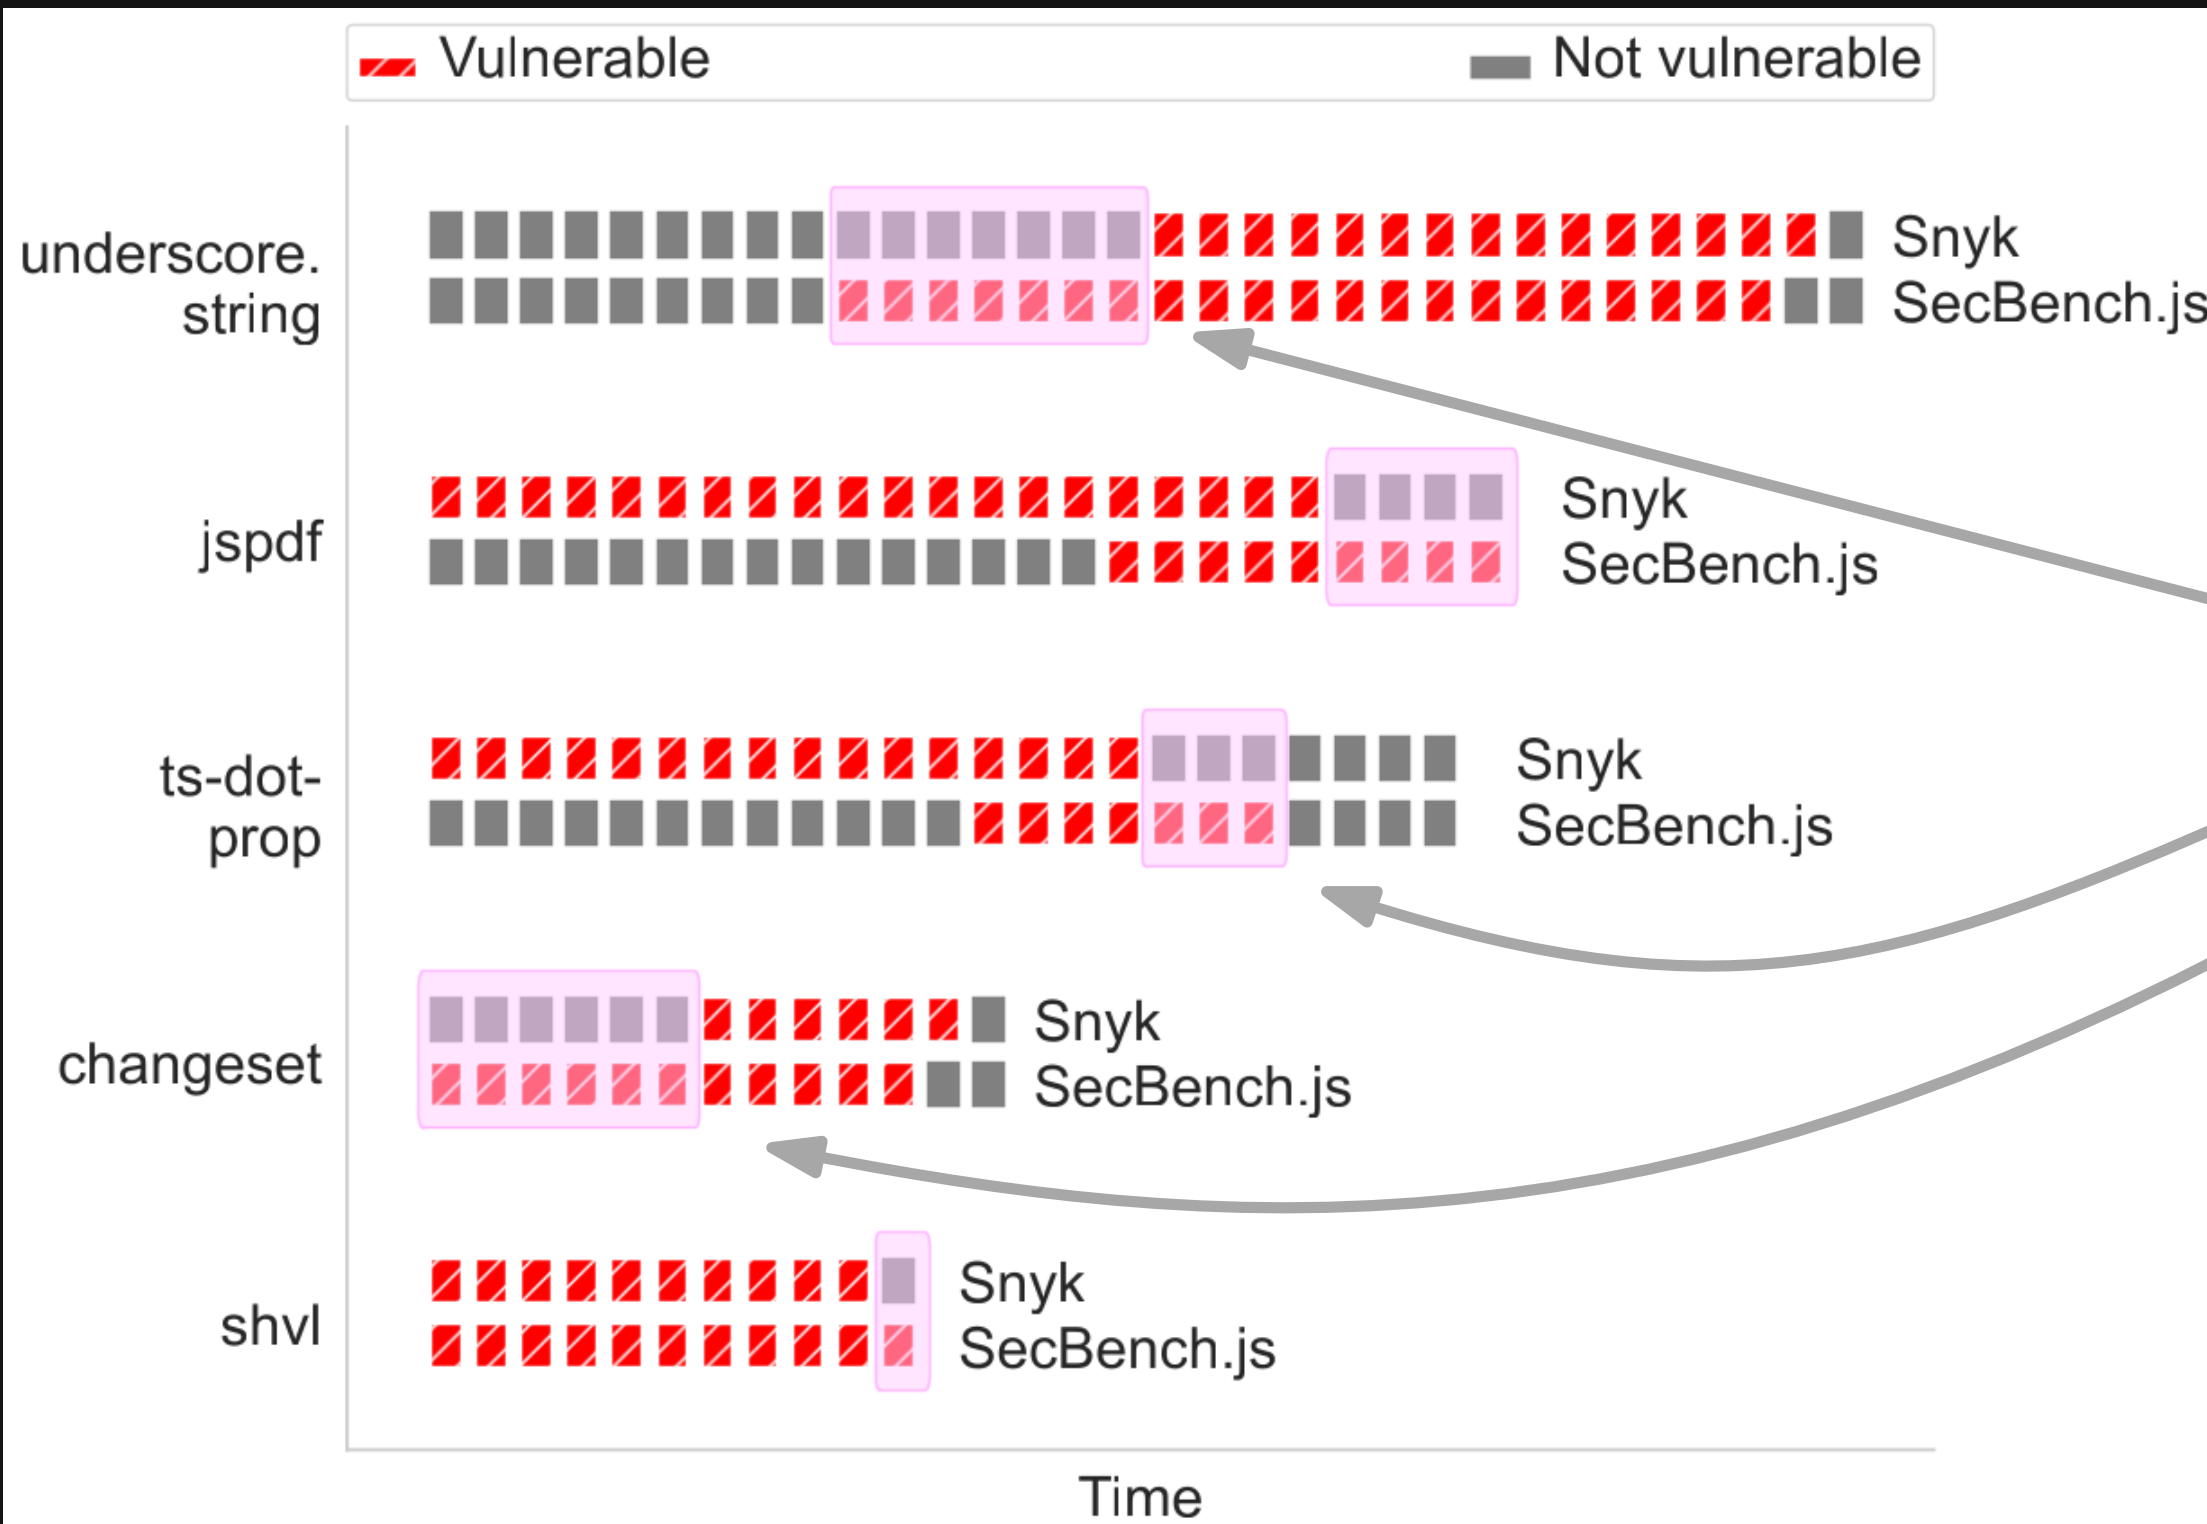 Vulnerable
Not vulnerable
underscore.
string
Snyk
SecBench.js
jspdf
Snyk
SecBench.js
ts-dot-
prop
Snyk
SecBench.js
changeset
Snyk
SecBench.js
shvl
Snyk
SecBench.js
Time